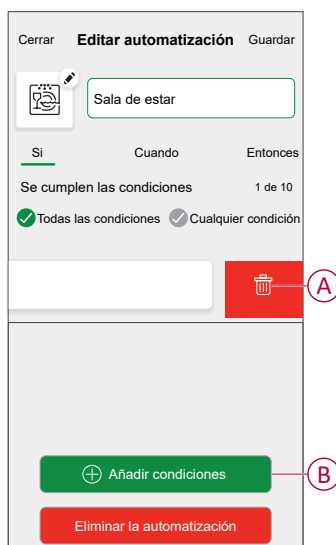 Cerrar Editar automatización Guardar
Sala de estar
Si Cuando Entonces
Se cumplen las condiciones 1 de 10
Todas las condiciones Cualquier condición
A
Añadir condiciones B
Eliminar la automatización